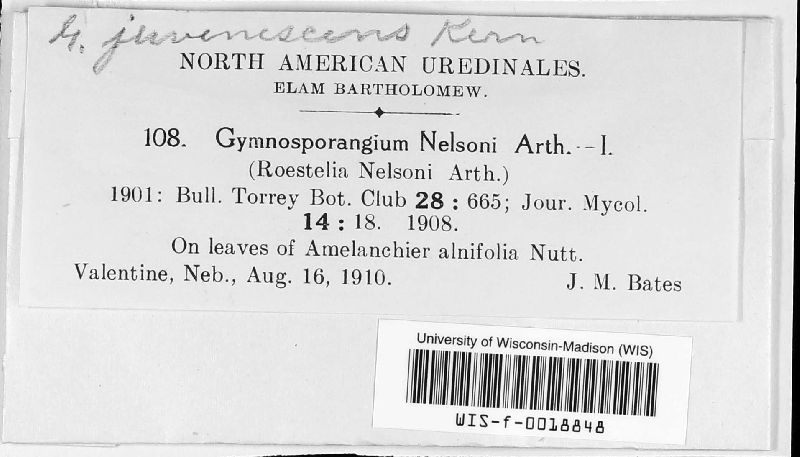 G. juvenescens Kern
NORTH AMERICAN UREDINALES.
ELAM BARTHOLOMEW.
108. Gymnosporangium Nelsoni Arth. - I.
(Roestelia Nelsoni Arth.)
1901: Bull. Torrey Bot. Club 28 : 665; Jour. Mycol.
14 : 18. 1908.
On leaves of Amelanchier alnifolia Nutt.
Valentine, Neb., Aug. 16, 1910. J. M. Bates
University of Wisconsin-Madison (WIS)
WIS-f-0018848